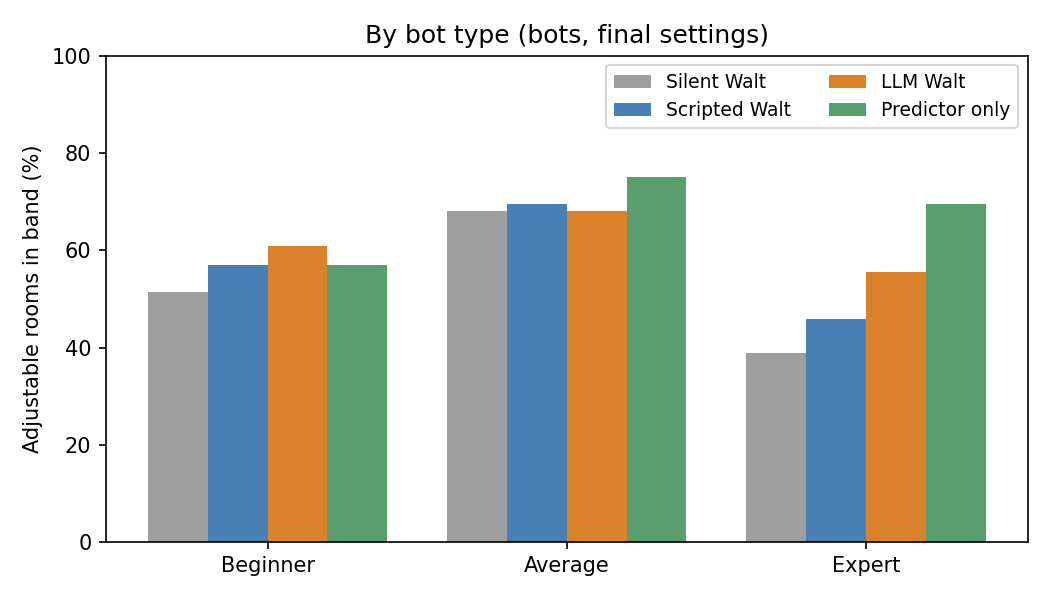 By bot type (bots, final settings)
Adjustable rooms in band (%)
100
80
60
40
20
0
Silent Walt
Scripted Walt
LLM Walt
Predictor only
Beginner
Average
Expert